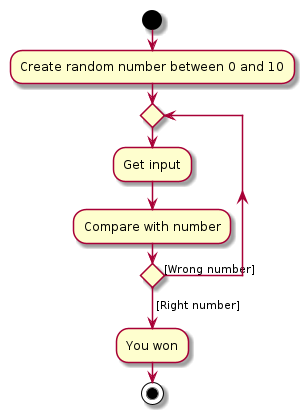 Create random number between 0 and 10
Get input
Compare with number
[Wrong number]
[Right number]
You won